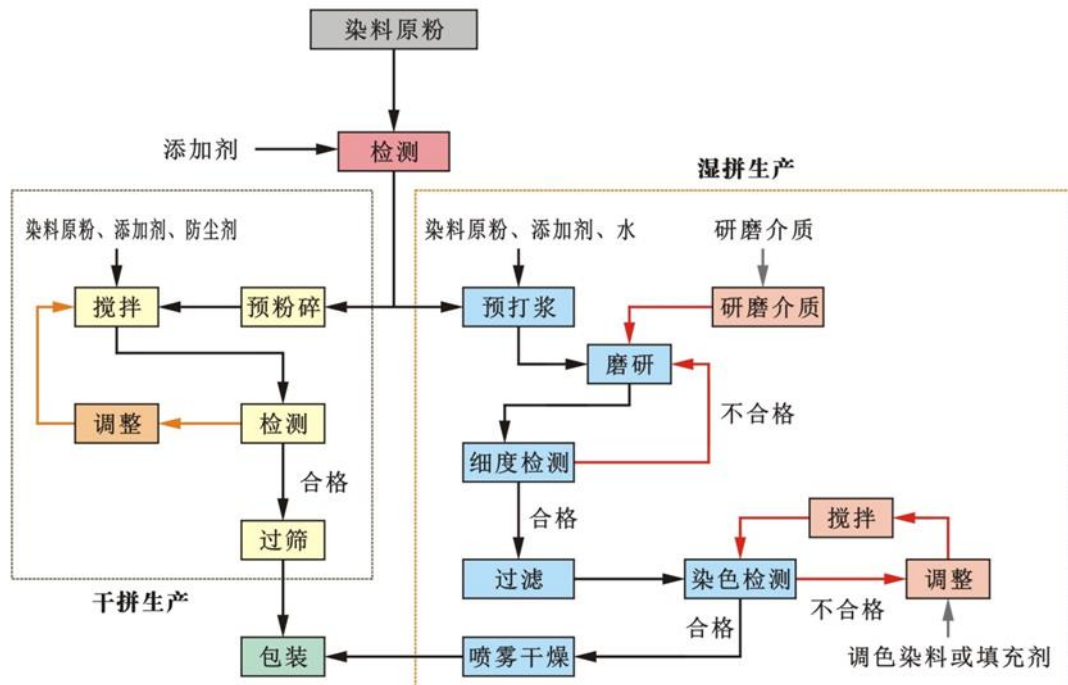 染料原粉
添加剂
检测
湿拼生产
染料原粉、添加剂、防尘剂
染料原粉、添加剂、水
研磨介质
搅拌
预粉碎
预打浆
研磨介质
磨研
调整
检测
不合格
细度检测
合格
合格
搅拌
过筛
过滤
染色检测
调整
不合格
干拼生产
合格
包装
喷雾干燥
调色染料或填充剂